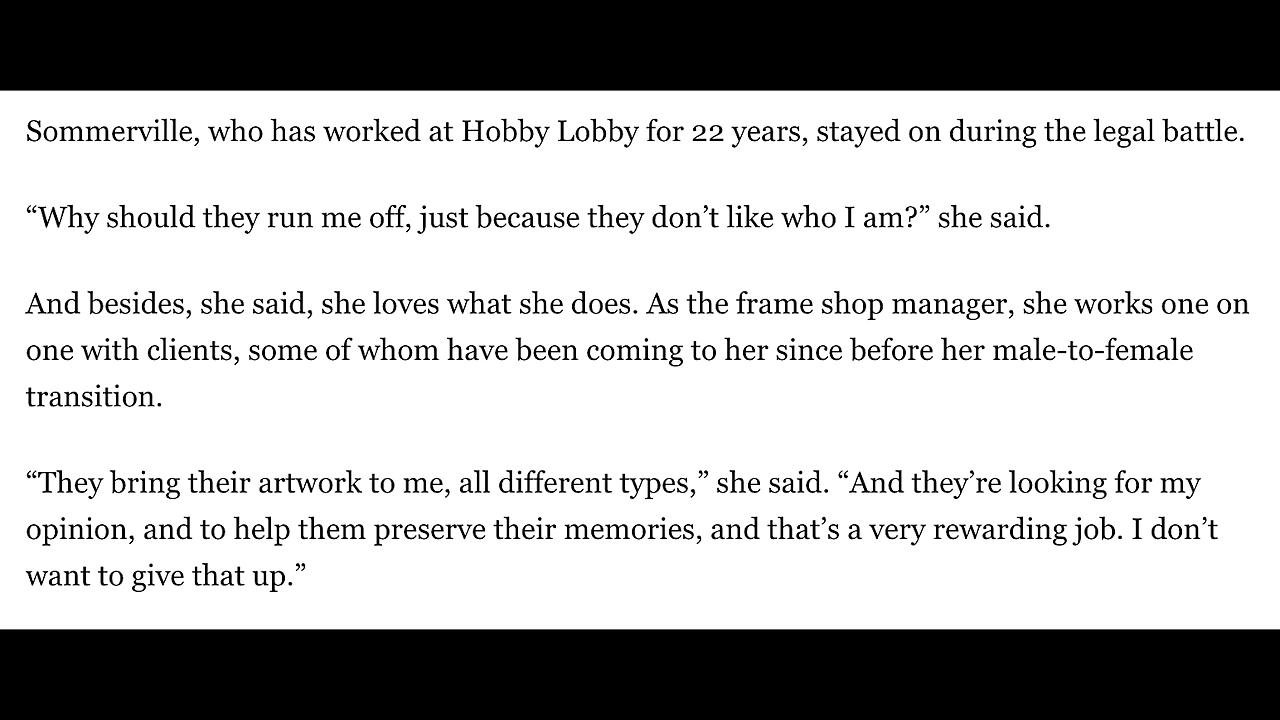 Sommerville, who has worked at Hobby Lobby for 22 years, stayed on during the legal battle.
“Why should they run me off, just because they don’t like who I am?” she said.
And besides, she said, she loves what she does. As the frame shop manager, she works one on
one with clients, some of whom have been coming to her since before her male-to-female
transition.
“They bring their artwork to me, all different types,” she said. “And they’re looking for my
opinion, and to help them preserve their memories, and that’s a very rewarding job. I don’t
want to give that up.”